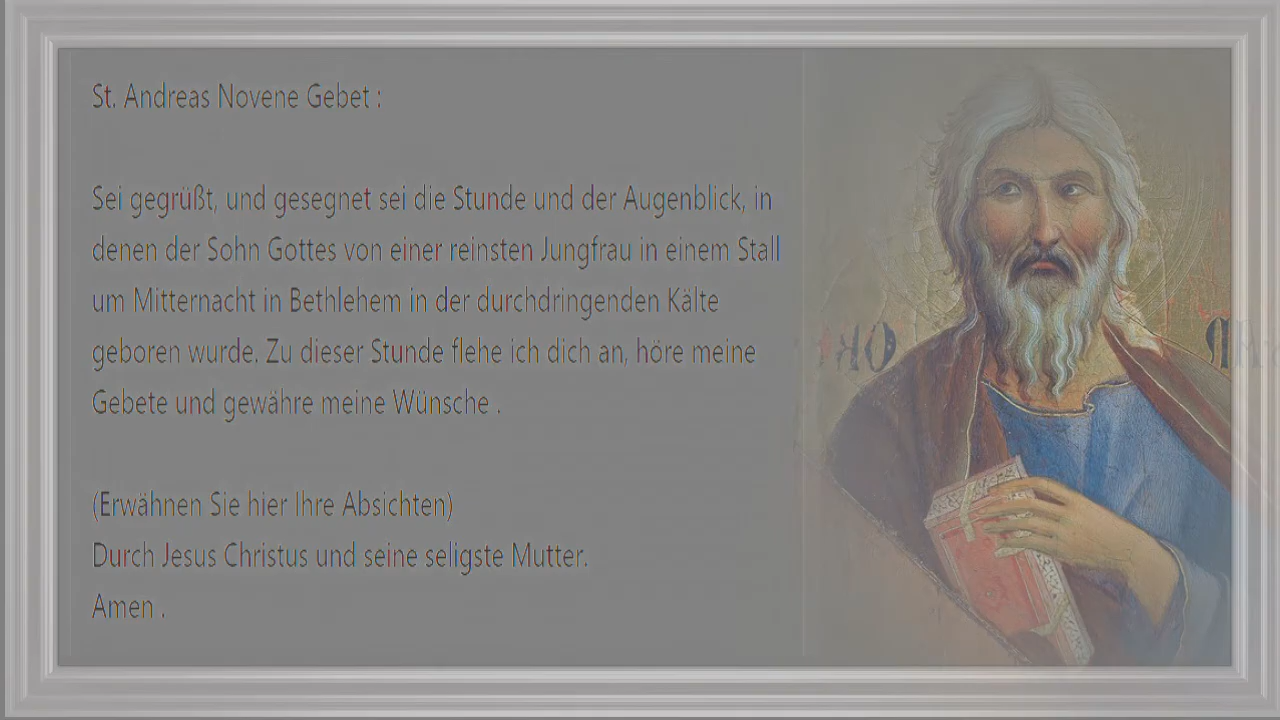 St. Andreas Novene Gebet :
Sei gegrüßt, und gesegnet sei die Stunde und der Augenblick, in
denen der Sohn Gottes von einer reinsten Jungfrau in einem Stall
um Mitternacht in Bethlehem in der durchdringenden Kälte
geboren wurde. Zu dieser Stunde flehe ich dich an, höre meine
Gebete und gewähre meine Wünsche .
(Erwähnen Sie hier Ihre Absichten)
Durch Jesus Christus und seine seligste Mutter.
Amen .